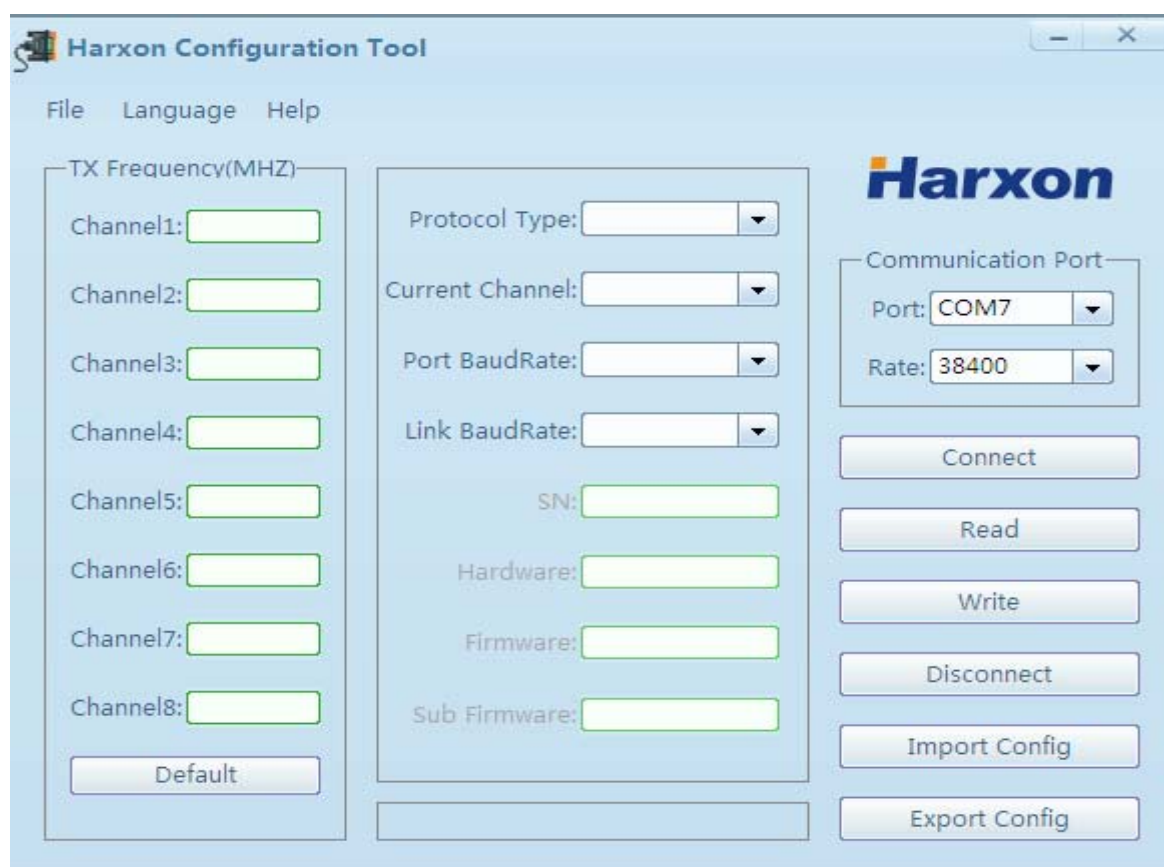 Harxon Configuration Tool
File Language Help
TX Frequency(MHZ)
Channel1:
Channel2:
Channel3:
Channel4:
Channel5:
Channel6:
Channel7:
Channel8:
Default
Protocol Type:
Current Channel:
Port BaudRate:
Link BaudRate:
SN:
Hardware:
Firmware:
Sub Firmware:
Harxon
Communication Port
Port: COM7
Rate: 38400
Connect
Read
Write
Disconnect
Import Config
Export Config